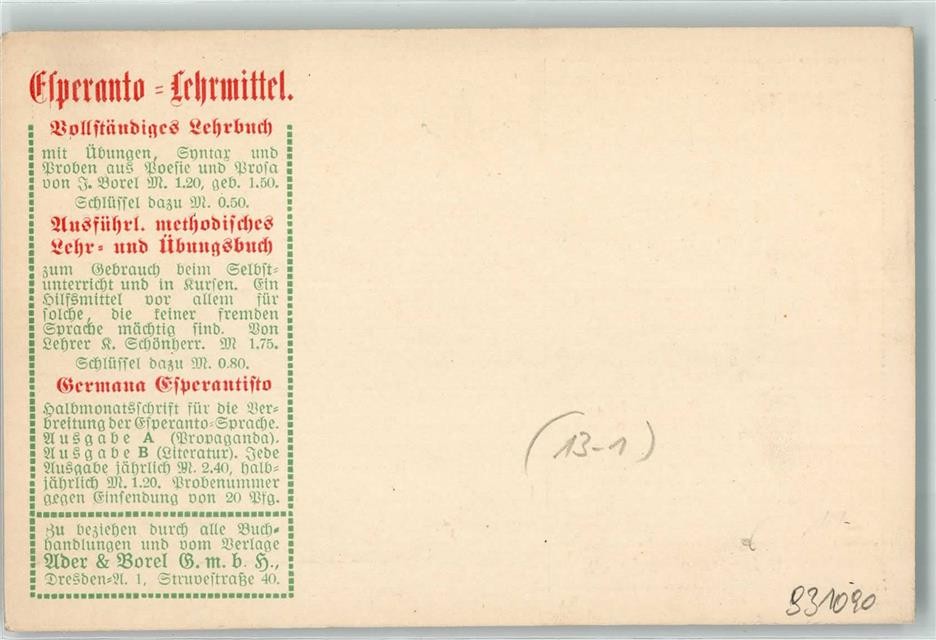 Esperanto = Lehrmittel.
Vollständiges Lehrbuch
mit Übungen, Syntax und
Proben aus Poesie und Prosa
von J. Borel M. 1.20, geb. 1.50.
Schlüssel dazu M. 0.50.
Ausführl. methodisches
Lehr= und Übungsbuch
zum Gebrauch beim Selbst=
unterricht und in Kursen. Ein
Hilfsmittel vor allem für
solche, die keiner fremden
Sprache mächtig sind. Von
Lehrer K. Schönherr. M 1.75.
Schlüssel dazu M. 0.80.
Germana Esperantisto
Halbmonatsschrift für die Ver=
breitung der Esperanto=Sprache.
Ausgabe A (Propaganda).
Ausgabe B (Literatur). Jede
Ausgabe jährlich M. 2.40, halb=
jährlich M. 1.20. Probenummer
gegen Einsendung von 20 Pfg.
Zu beziehen durch alle Buch=
handlungen und vom Verlage
Ader & Borel G. m. b. H.,
Dresden=A. 1, Struvestraße 40.
(13-1)
931090